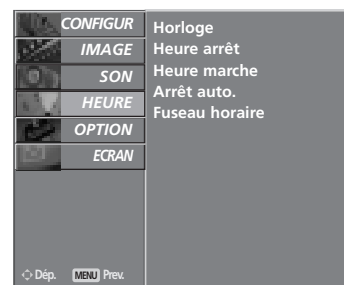 CONFIGUR
IMAGE
SON
HEURE
OPTION
ECRAN
Horloge
Heure arrêt
Heure marche
Arrêt auto.
Fuseau horaire
Dép. MENU Prev.